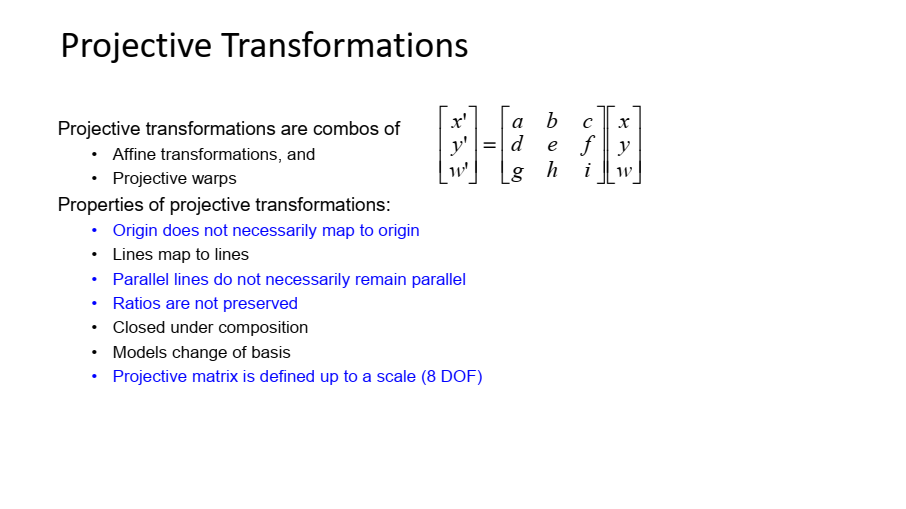 Projective Transformations
Projective transformations are combos of
• Affine transformations, and
• Projective warps
[x'] [a b c] [x]
[y'] = [d e f] [y]
[w'] [g h i] [w]
Properties of projective transformations:
• Origin does not necessarily map to origin
• Lines map to lines
• Parallel lines do not necessarily remain parallel
• Ratios are not preserved
• Closed under composition
• Models change of basis
• Projective matrix is defined up to a scale (8 DOF)